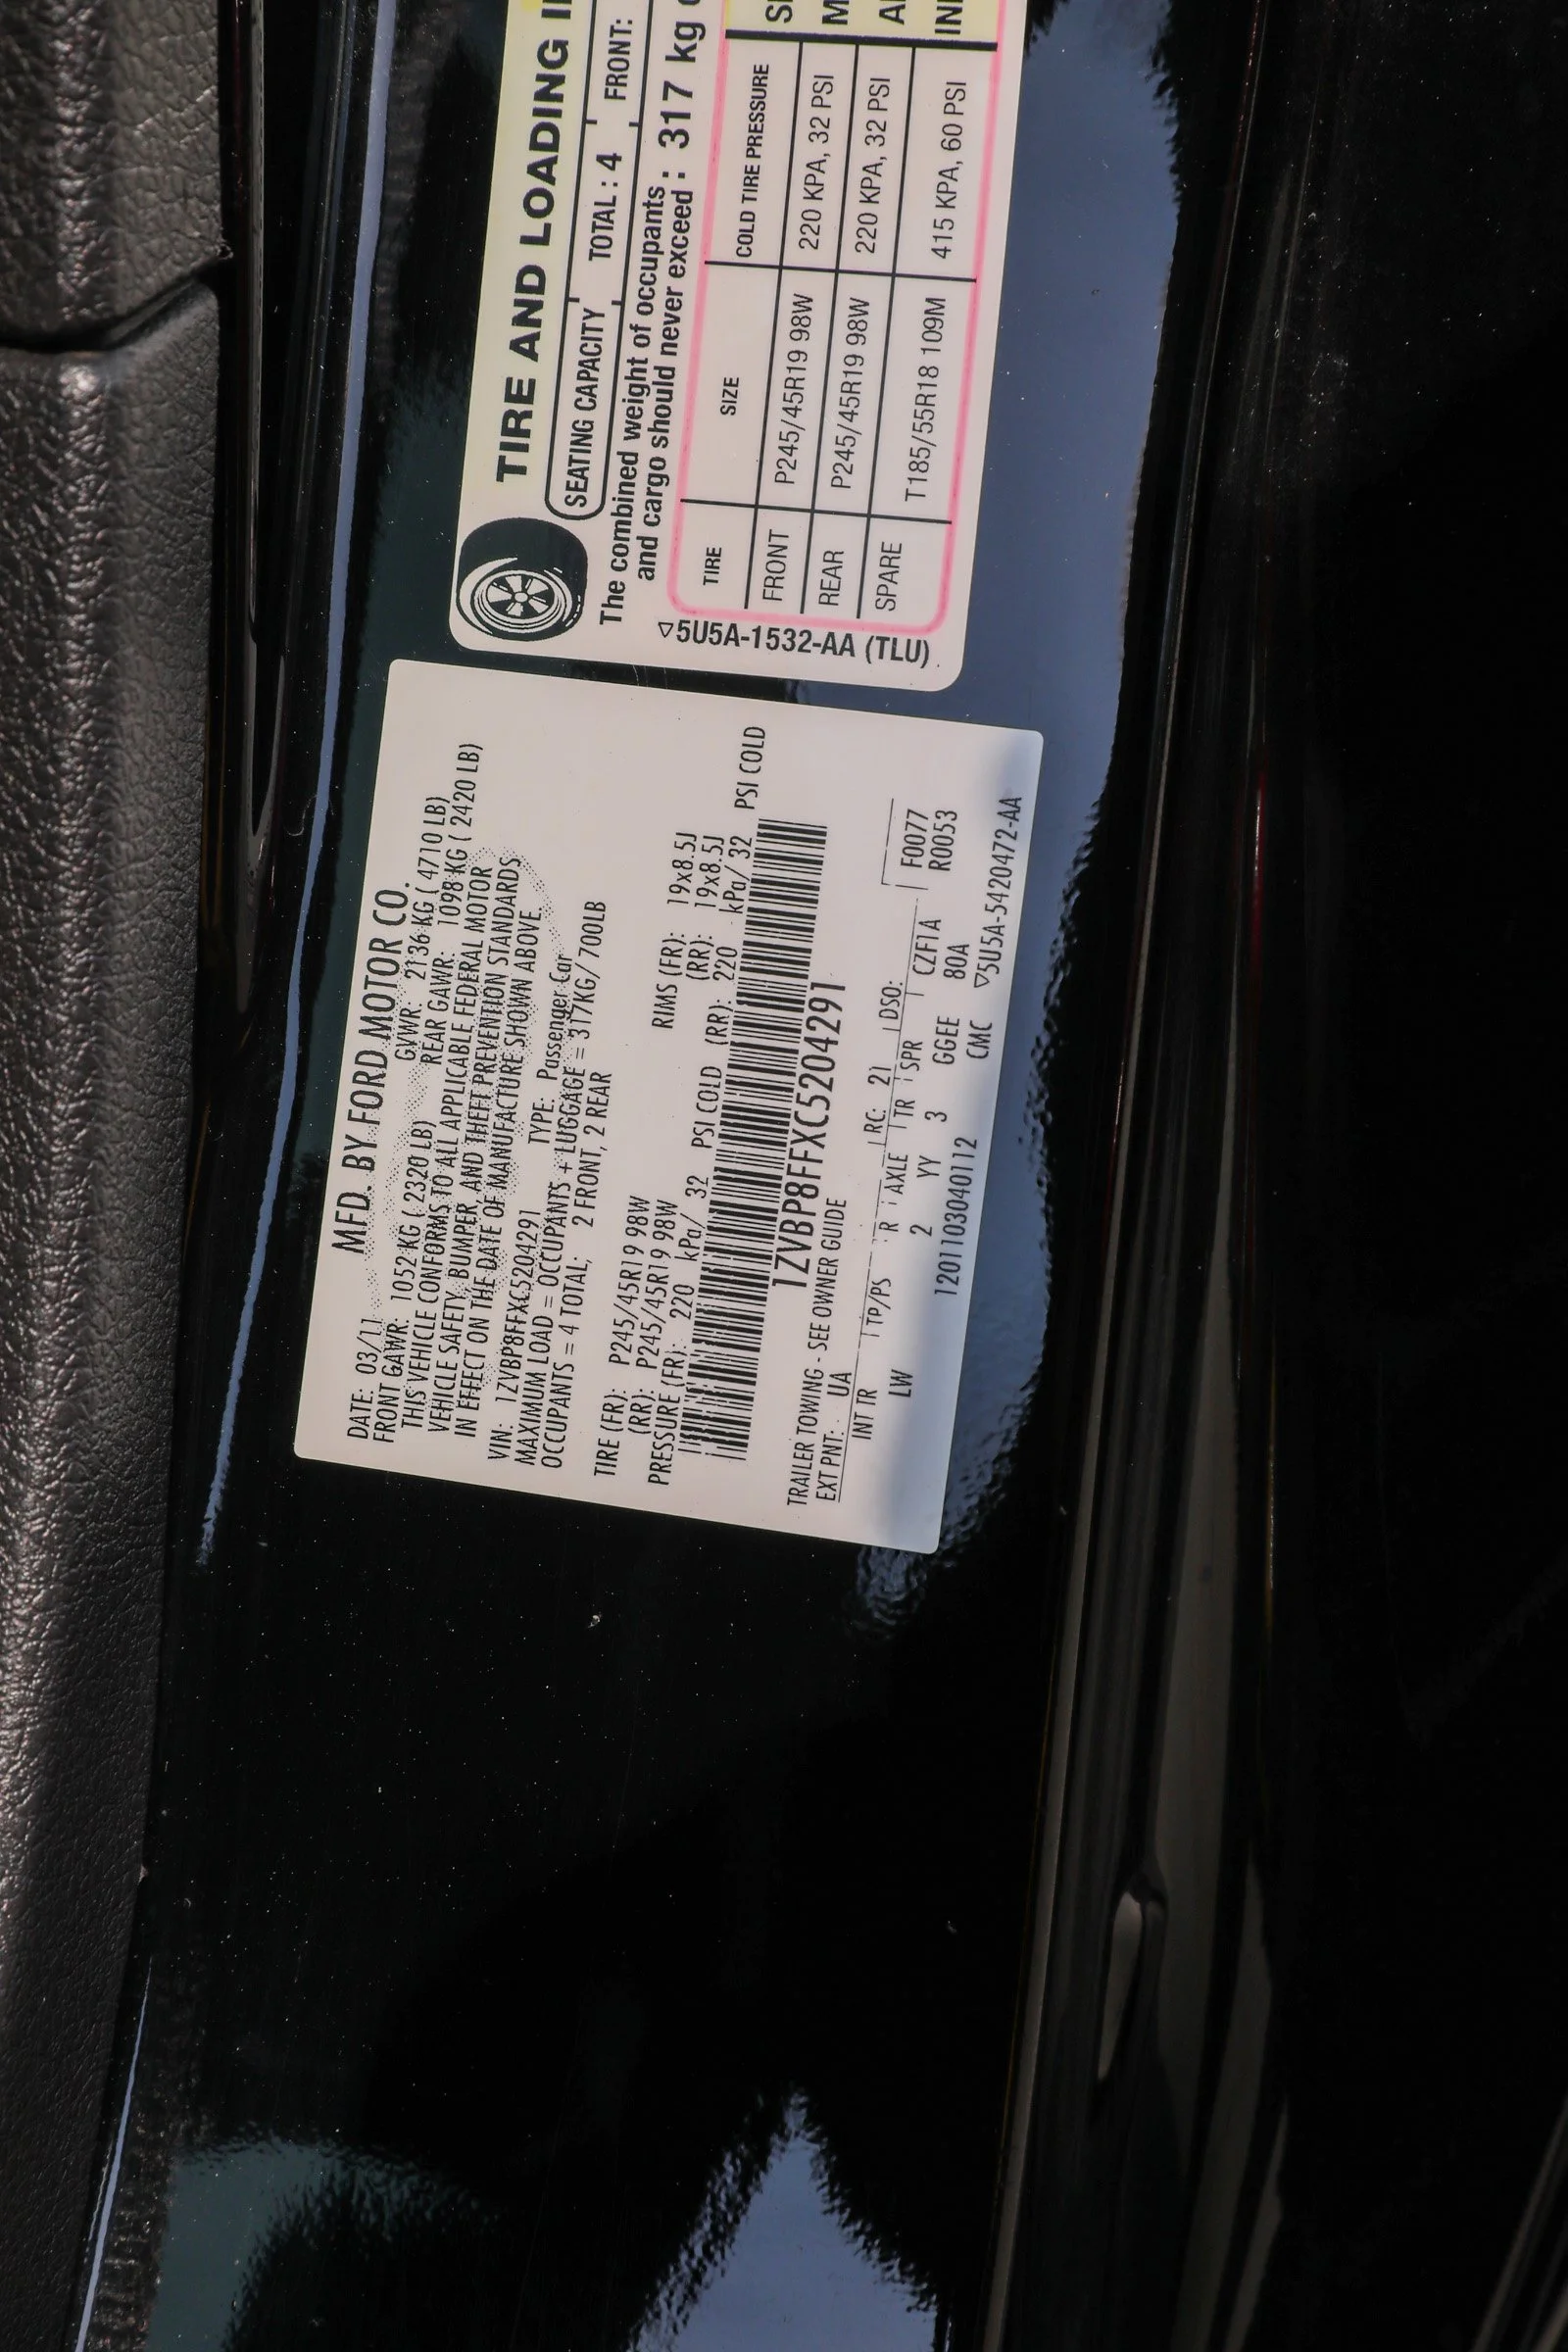 MFD. BY FORD MOTOR CO.
DATE: 03/11 GVWR: 2136 KG ( 4710 LB)
FRONT GAWR: 1052 KG ( 2320 LB) REAR GAWR: 1098 KG ( 2420 LB)
THIS VEHICLE CONFORMS TO ALL APPLICABLE FEDERAL MOTOR
VEHICLE SAFETY, BUMPER, AND THEFT PREVENTION STANDARDS
IN EFFECT ON THE DATE OF MANUFACTURE SHOWN ABOVE.
VIN: 1ZVBP8FFXC5204291 TYPE: Passenger Car
MAXIMUM LOAD = OCCUPANTS + LUGGAGE = 317KG/ 700LB
OCCUPANTS = 4 TOTAL; 2 FRONT, 2 REAR
TIRE (FR): P245/45R19 98W RIMS (FR): 19x8.5J
(RR): P245/45R19 98W (RR): 19x8.5J
PRESSURE (FR): 220 kPa/ 32 PSI COLD (RR): 220 kPa/ 32 PSI COLD
1ZVBP8FFXC5204291
TRAILER TOWING - SEE OWNER GUIDE
EXT PNT: UA RC: 21 DSO:
INT TR TP/PS R AXLE TR SPR CZF1A F0077
LW 2 YY 3 GGEE 80A R0053
12011030401 12 CMC ▽5U5A-5420472-AA
TIRE AND LOADING
SEATING CAPACITY TOTAL : 4 FRONT:
The combined weight of occupants
and cargo should never exceed : 317 kg
TIRE SIZE COLD TIRE PRESSURE
FRONT P245/45R19 98W 220 KPA, 32 PSI
REAR P245/45R19 98W 220 KPA, 32 PSI
SPARE T185/55R18 109M 415 KPA, 60 PSI
▽5U5A-1532-AA (TLU)